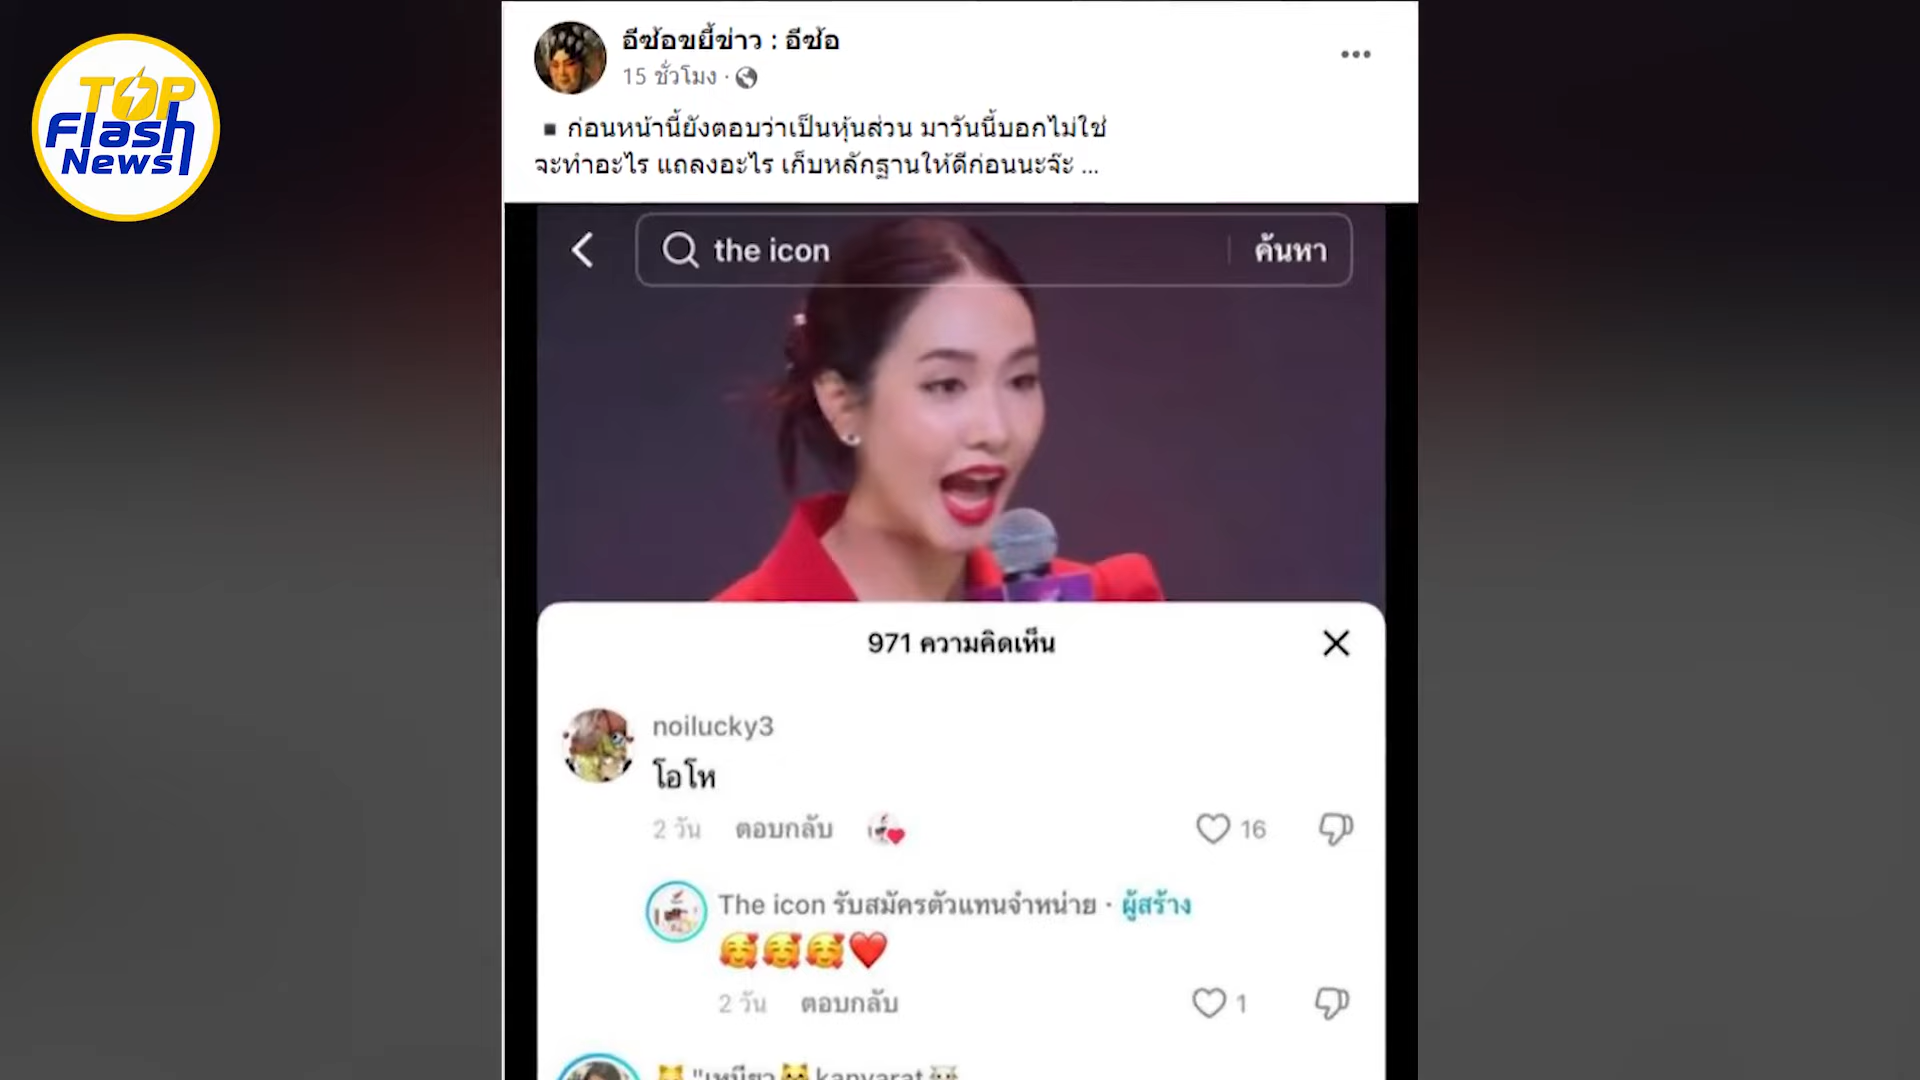 TOP
Flash
News
อีซ้อขยี้ข่าว : อีซ้อ
15 ชั่วโมง ·
▪ก่อนหน้านี้ยังตอบว่าเป็นหุ้นส่วน มาวันนี้บอกไม่ใช่
จะทำอะไร แถลงอะไร เก็บหลักฐานให้ดีก่อนนะจ๊ะ ...
the icon ค้นหา
971 ความคิดเห็น
noilucky3
โอโห
2 วัน ตอบกลับ 16
The icon รับสมัครตัวแทนจำหน่าย · ผู้สร้าง
🥰🥰🥰❤️
2 วัน ตอบกลับ 1
"เหมียว kanyarat